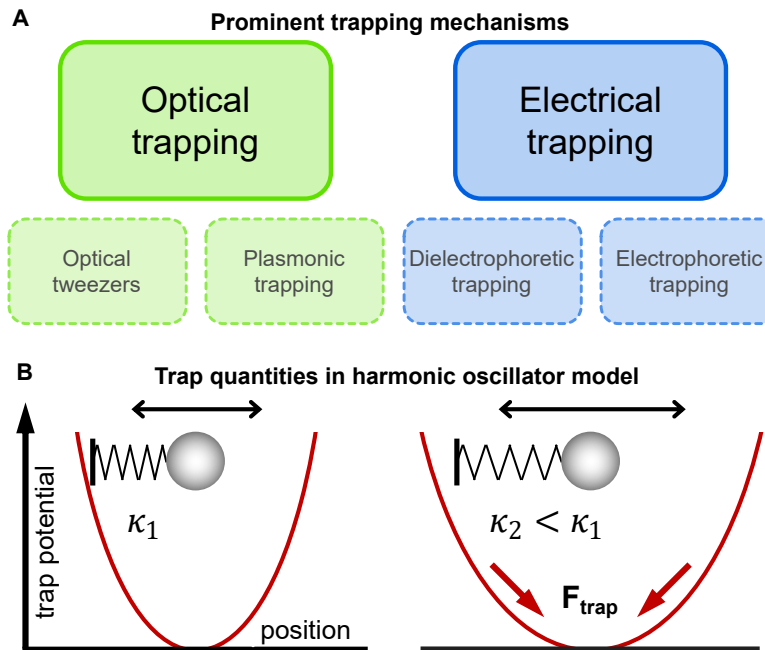 A
Prominent trapping mechanisms
Optical
trapping
Electrical
trapping
Optical
tweezers
Plasmonic
trapping
Dielectrophoretic
trapping
Electrophoretic
trapping
B
Trap quantities in harmonic oscillator model
trap potential
κ₁
position
κ₂ < κ₁
F_trap